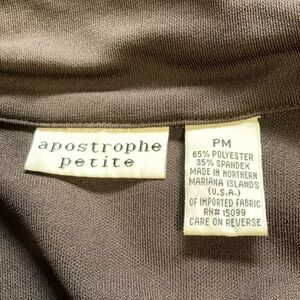 apostrophe
petite
PM
65% POLYESTER
35% SPANDEX
MADE IN NORTHERN
MARIANA ISLANDS
(U.S.A.)
OF IMPORTED FABRIC
RN# 15099
CARE ON REVERSE